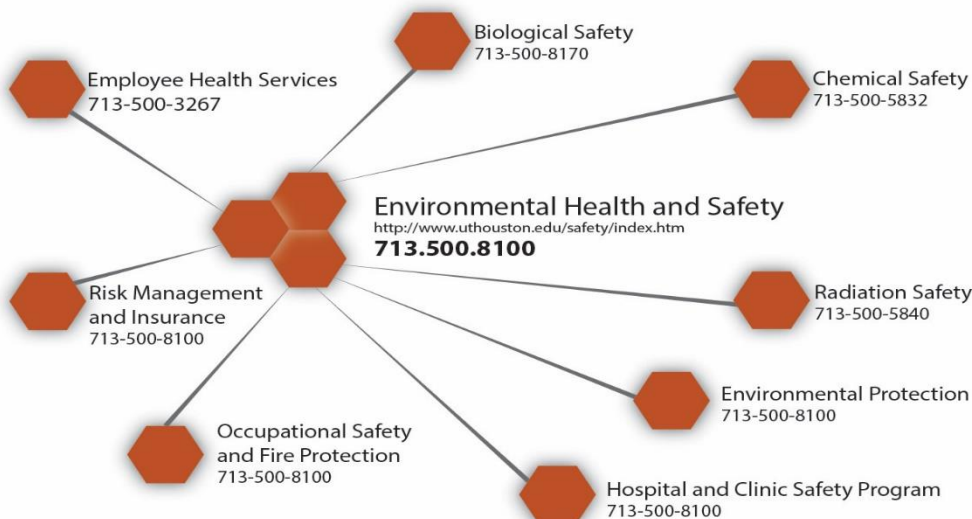 Biological Safety
713-500-8170
Employee Health Services
713-500-3267
Chemical Safety
713-500-5832
Environmental Health and Safety
http://www.uthouston.edu/safety/index.htm
713.500.8100
Risk Management
and Insurance
713-500-8100
Radiation Safety
713-500-5840
Environmental Protection
713-500-8100
Occupational Safety
and Fire Protection
713-500-8100
Hospital and Clinic Safety Program
713-500-8100